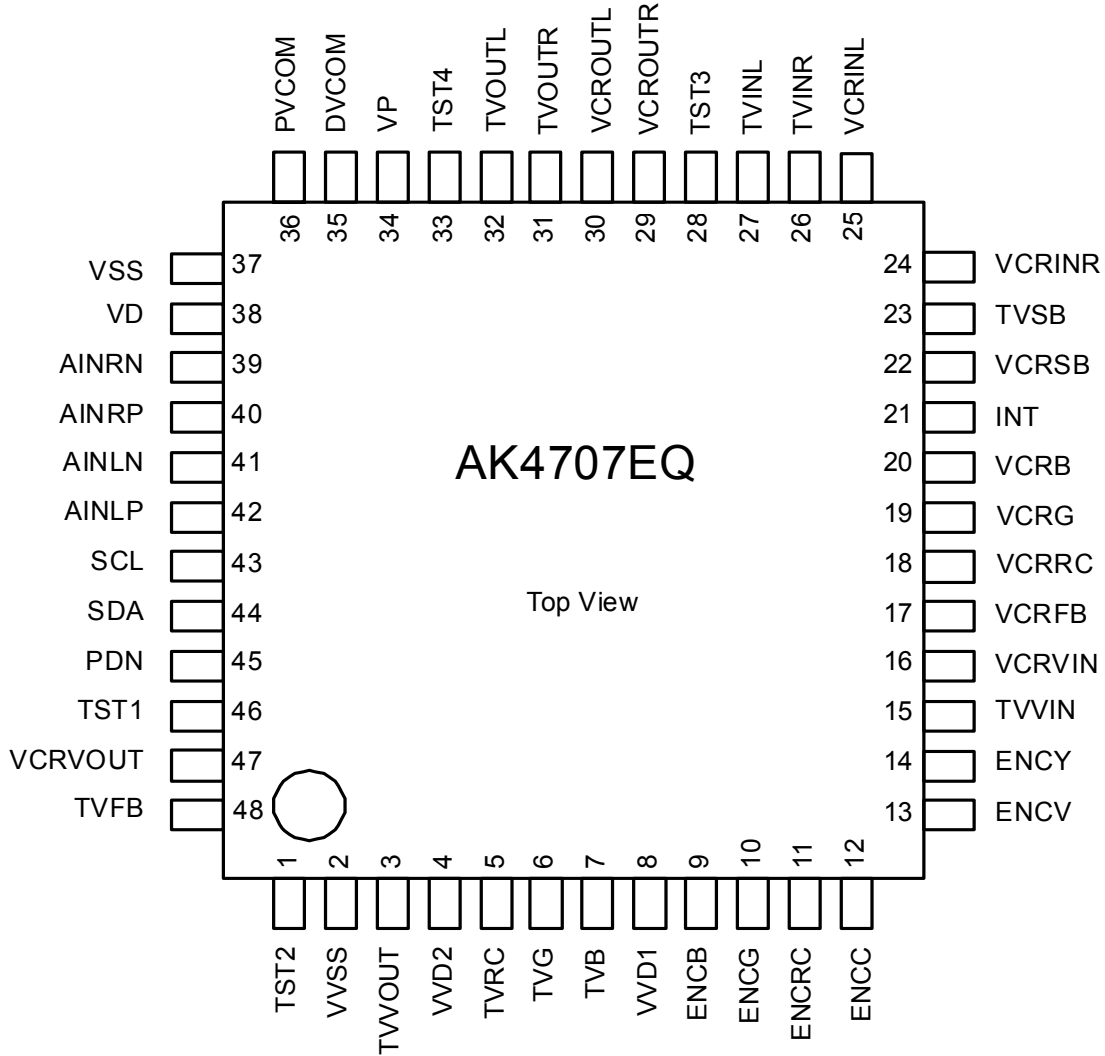 PVCOM DVCOM VP TST4 TVOUTL TVOUTR VCROUTL VCROUTR TST3 TVINL TVINR VCRINL
36 35 34 33 32 31 30 29 28 27 26 25
VSS 37
VD 38
AINRN 39
AINRP 40
AINLN 41
AINLP 42
SCL 43
SDA 44
PDN 45
TST1 46
VCRVOUT 47
TVFB 48
AK4707EQ
Top View
24 VCRINR
23 TVSB
22 VCRSB
21 INT
20 VCRB
19 VCRG
18 VCRRC
17 VCRFB
16 VCRVIN
15 TVVIN
14 ENCY
13 ENCV
1 2 3 4 5 6 7 8 9 10 11 12
TST2 VVSS TVVOUT VVD2 TVRC TVG TVB VVD1 ENCB ENCG ENCRC ENCC